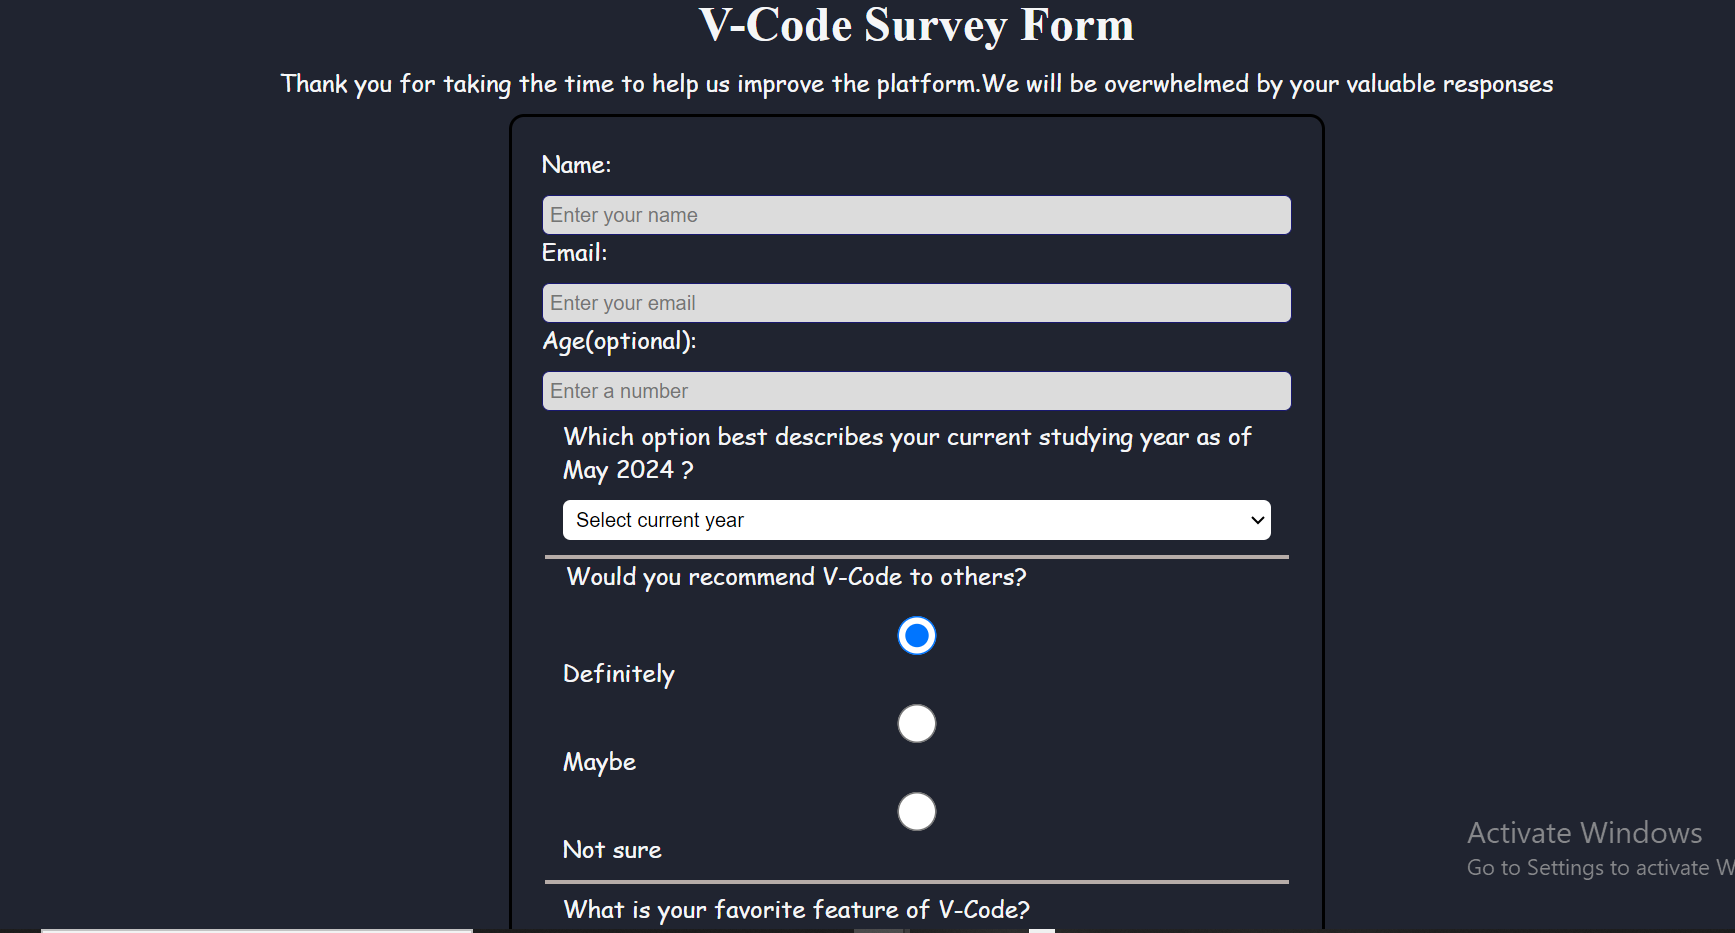 V-Code Survey Form
Thank you for taking the time to help us improve the platform.We will be overwhelmed by your valuable responses
Name:
Enter your name
Email:
Enter your email
Age(optional):
Enter a number
Which option best describes your current studying year as of
May 2024 ?
Select current year
Would you recommend V-Code to others?
Definitely
Maybe
Not sure
What is your favorite feature of V-Code?
Activate Windows
Go to Settings to activate W